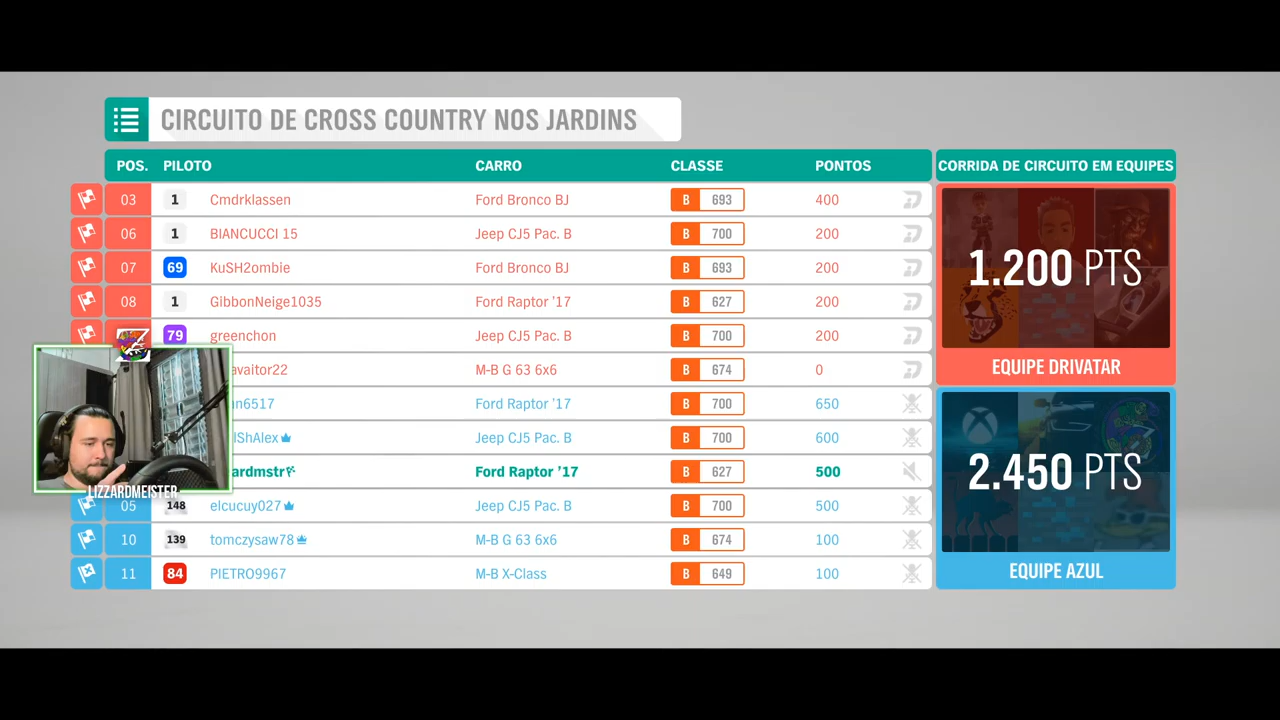 CIRCUITO DE CROSS COUNTRY NOS JARDINS
POS. PILOTO CARRO CLASSE PONTOS
03 1 Cmdrklassen Ford Bronco BJ B 693 400
06 1 BIANCUCCI 15 Jeep CJ5 Pac. B B 700 200
07 69 KuSH2ombie Ford Bronco BJ B 693 200
08 1 GibbonNeige1035 Ford Raptor '17 B 627 200
79 greenchon Jeep CJ5 Pac. B B 700 200
M-B G 63 6x6 B 674 0
Ford Raptor '17 B 700 650
Jeep CJ5 Pac. B B 700 600
Ford Raptor '17 B 627 500
05 148 elcucuy027 Jeep CJ5 Pac. B B 700 500
10 139 tomczysaw78 M-B G 63 6x6 B 674 100
11 84 PIETRO9967 M-B X-Class B 649 100
LIZZARDMEISTER
CORRIDA DE CIRCUITO EM EQUIPES
1.200 PTS
EQUIPE DRIVATAR
2.450 PTS
EQUIPE AZUL